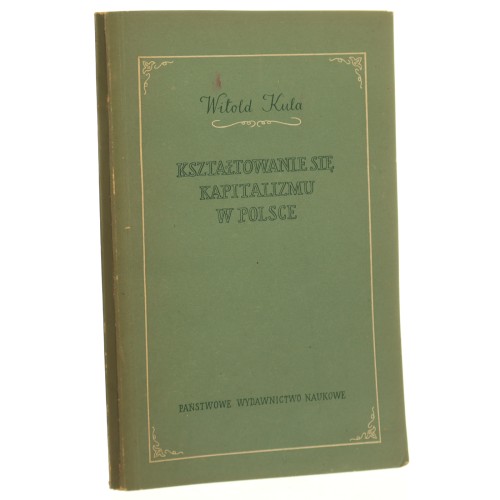 Witold Kula
KSZTAŁTOWANIE SIĘ
KAPITALIZMU
W POLSCE
PAŃSTWOWE WYDAWNICTWO NAUKOWE